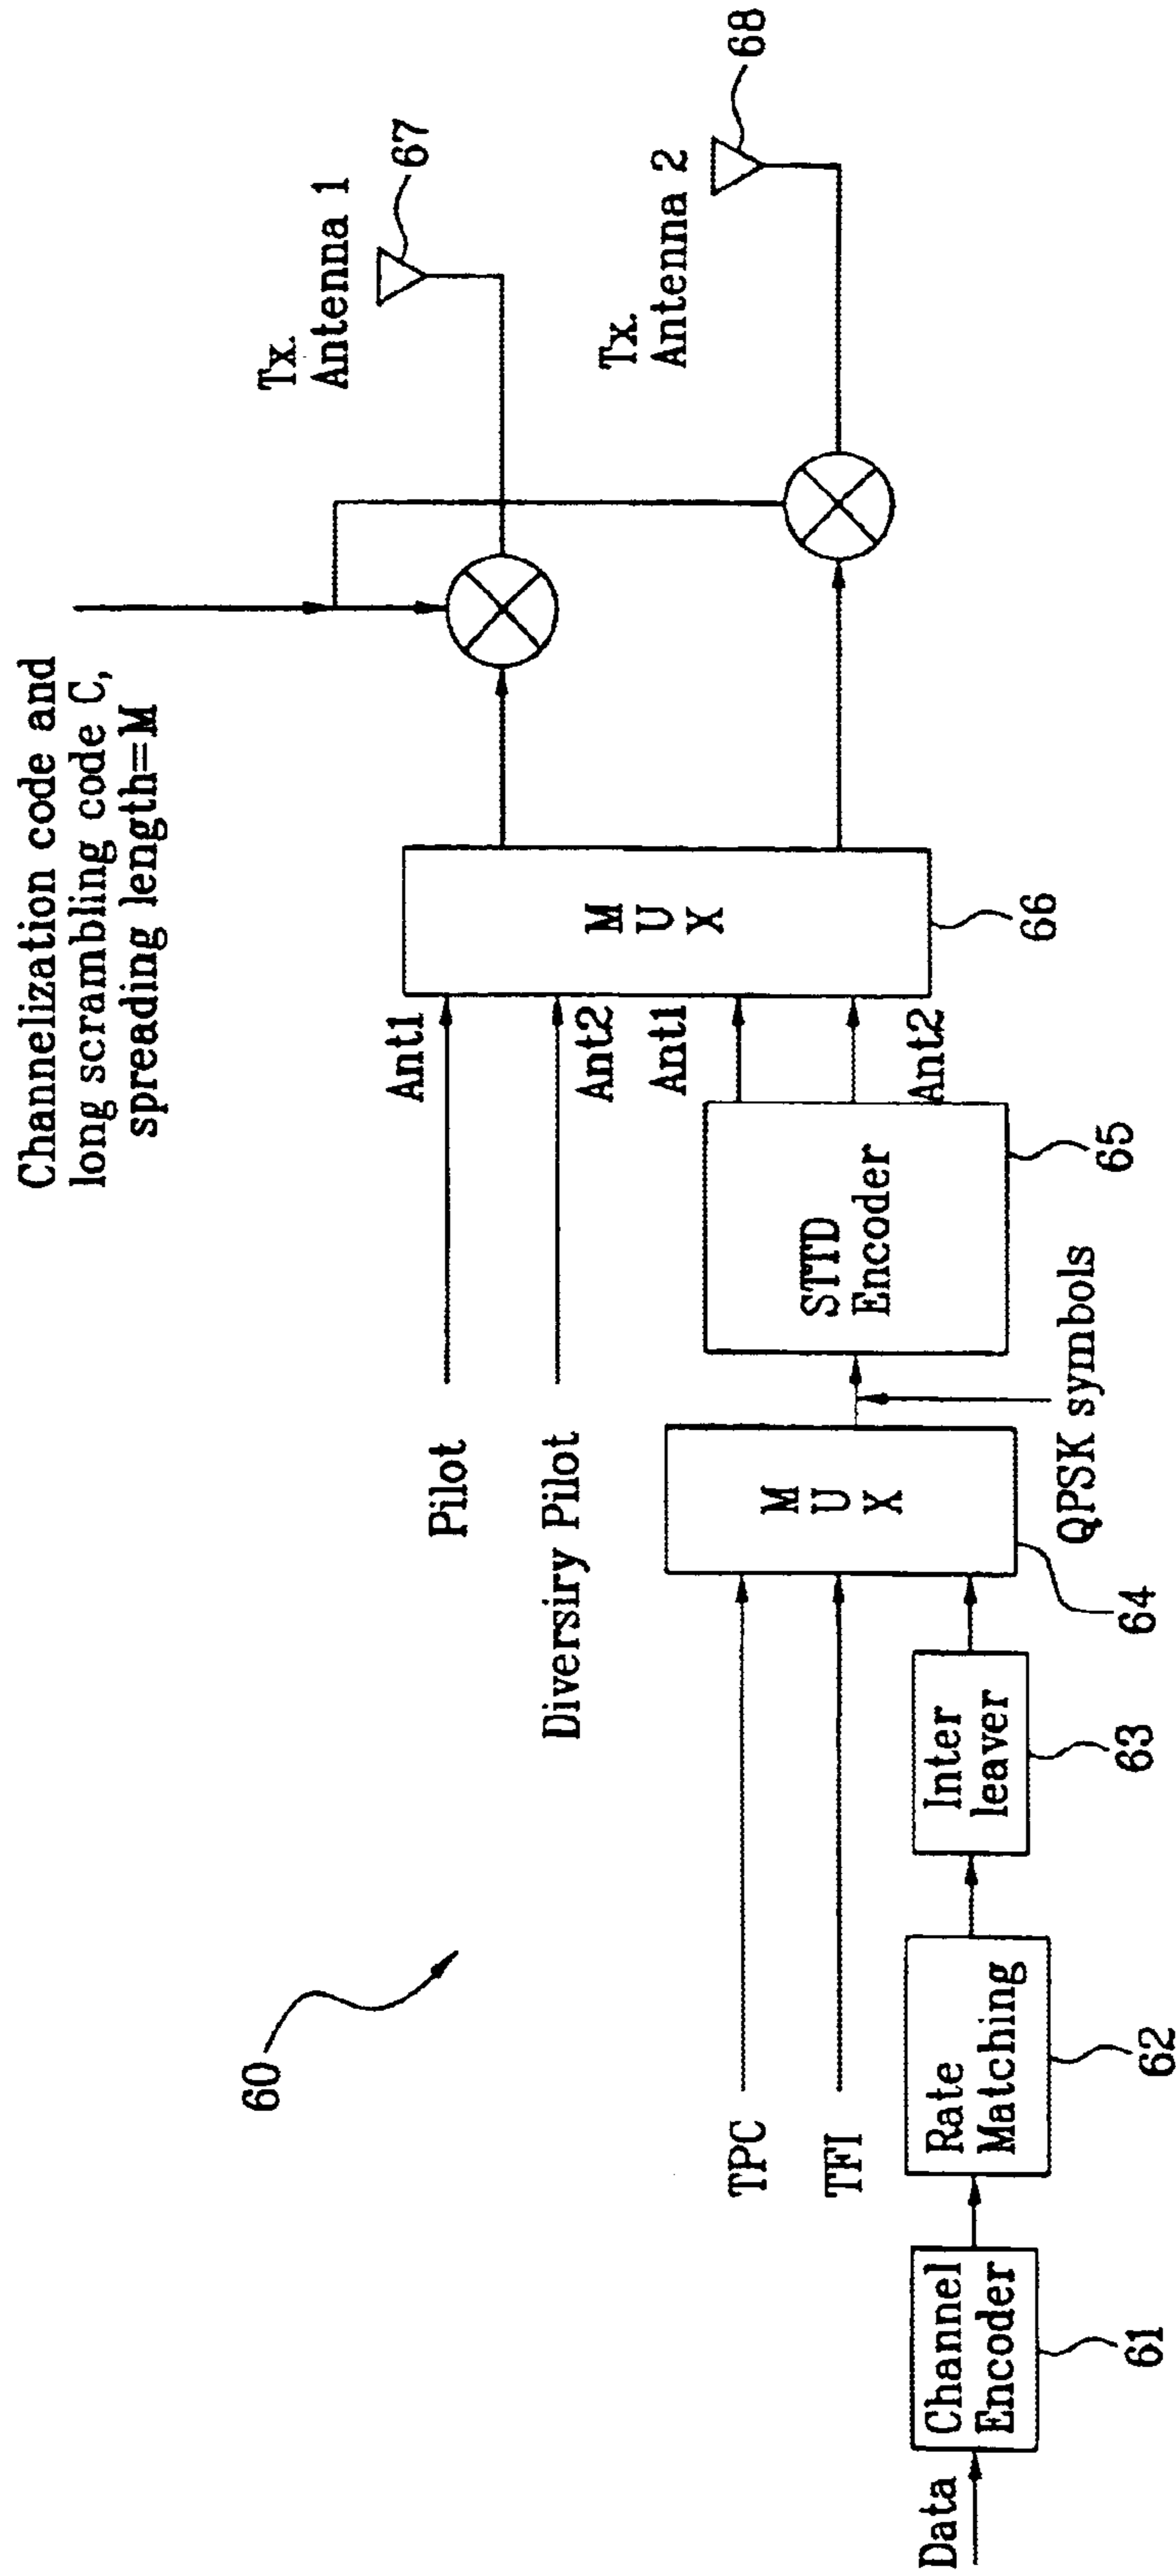 Channelization code and
long scrambling code C,
spreading length=M
Tx.
Antenna 1
67
Tx.
Antenna 2
68
60
Pilot
Ant1
Diversiry Pilot
Ant2
MUX
66
TPC
TFI
MUX
64
QPSK symbols
STTD
Encoder
65
Ant1
Ant2
Data
Channel
Encoder
61
Rate
Matching
62
Inter
leaver
63